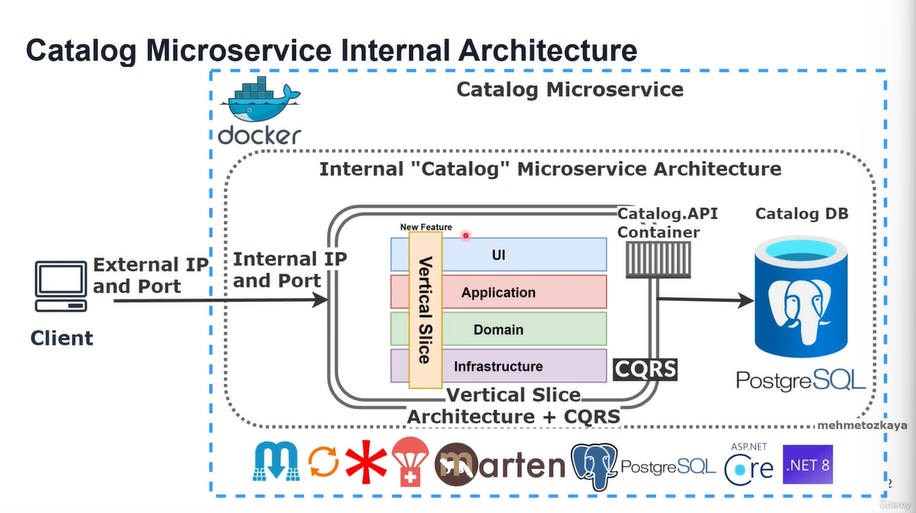 Catalog Microservice Internal Architecture
Catalog Microservice
docker
Internal "Catalog" Microservice Architecture
Catalog.API
Container
Catalog DB
New Feature
UI
External IP
and Port
Internal IP
and Port
Vertical Slice
Application
Client
Domain
Infrastructure
CQRS
PostgreSQL
Vertical Slice
Architecture + CQRS
mehmetozkaya
marten
PostgreSQL
ASP.NET
Core
.NET 8
2
Udemy